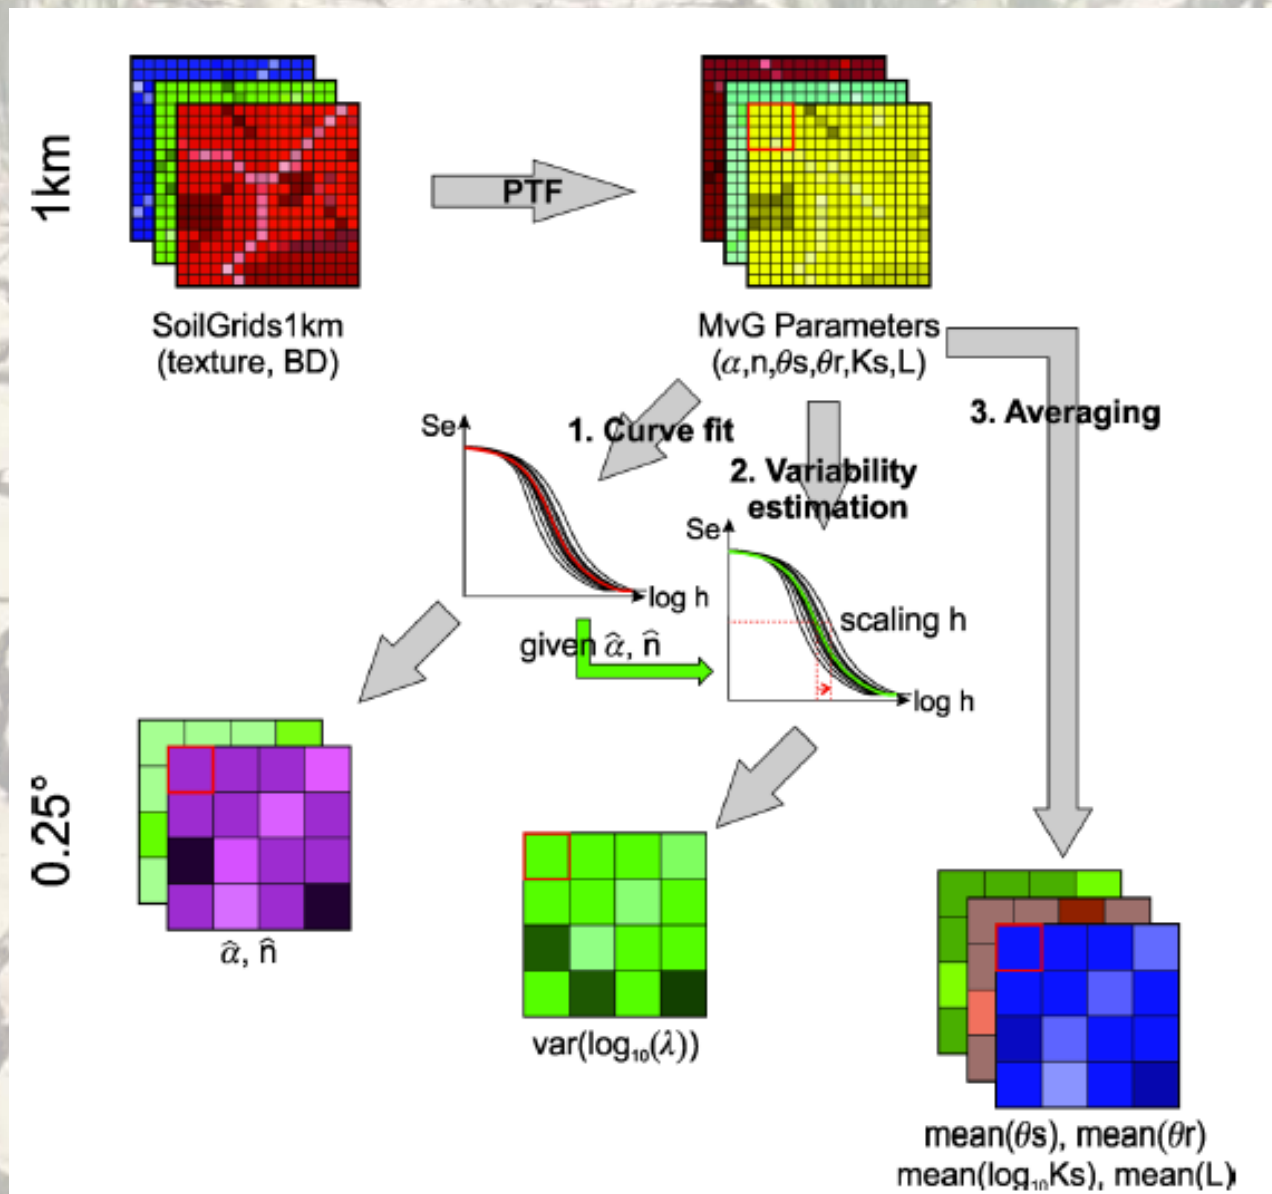 1km
PTF
SoilGrids1km
(texture, BD)
MvG Parameters
(α,n,θs,θr,Ks,L)
1. Curve fit
2. Variability
estimation
3. Averaging
Se
log h
given α̂, n̂
Se
scaling h
log h
0.25°
α̂, n̂
var(log₁₀(λ))
mean(θs), mean(θr)
mean(log₁₀Ks), mean(L)